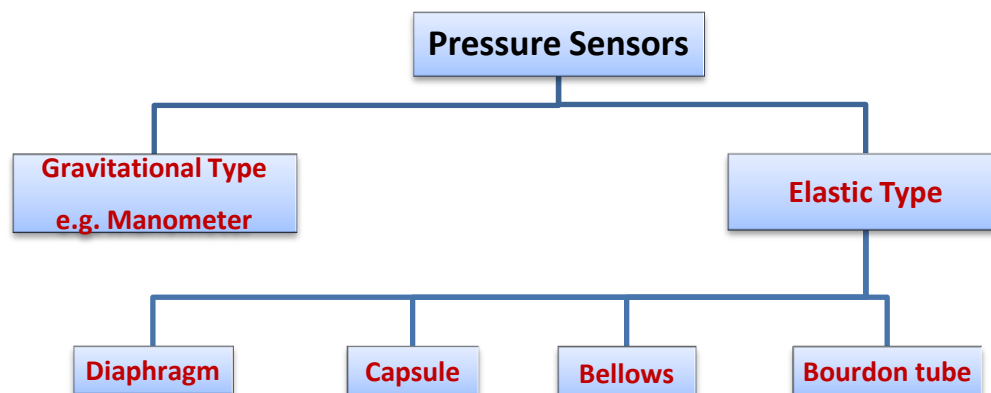 Pressure Sensors
Gravitational Type
e.g. Manometer
Elastic Type
Diaphragm
Capsule
Bellows
Bourdon tube